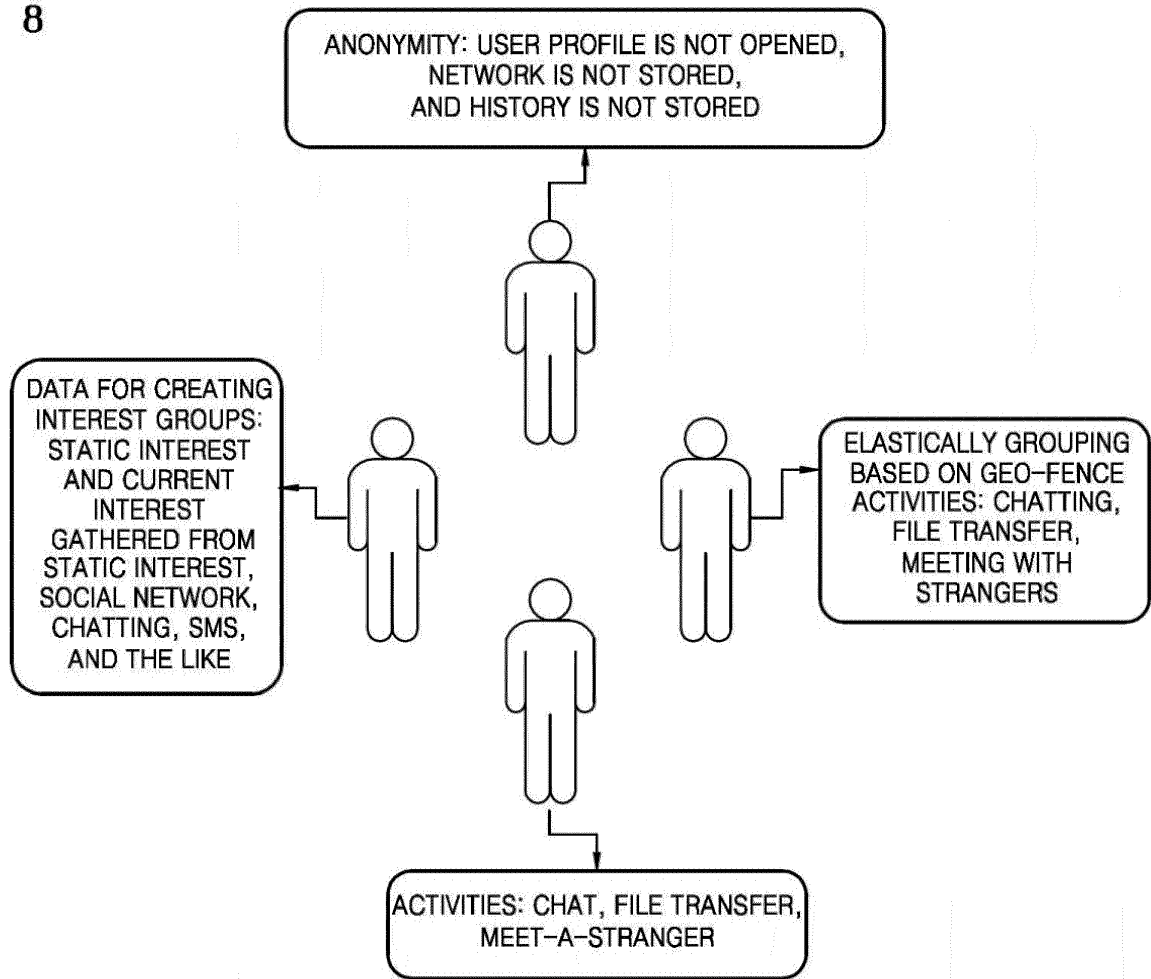 8
ANONYMITY: USER PROFILE IS NOT OPENED,
NETWORK IS NOT STORED,
AND HISTORY IS NOT STORED
DATA FOR CREATING
INTEREST GROUPS:
STATIC INTEREST
AND CURRENT
INTEREST
GATHERED FROM
STATIC INTEREST,
SOCIAL NETWORK,
CHATTING, SMS,
AND THE LIKE
ELASTICALLY GROUPING
BASED ON GEO-FENCE
ACTIVITIES: CHATTING,
FILE TRANSFER,
MEETING WITH
STRANGERS
ACTIVITIES: CHAT, FILE TRANSFER,
MEET-A-STRANGER